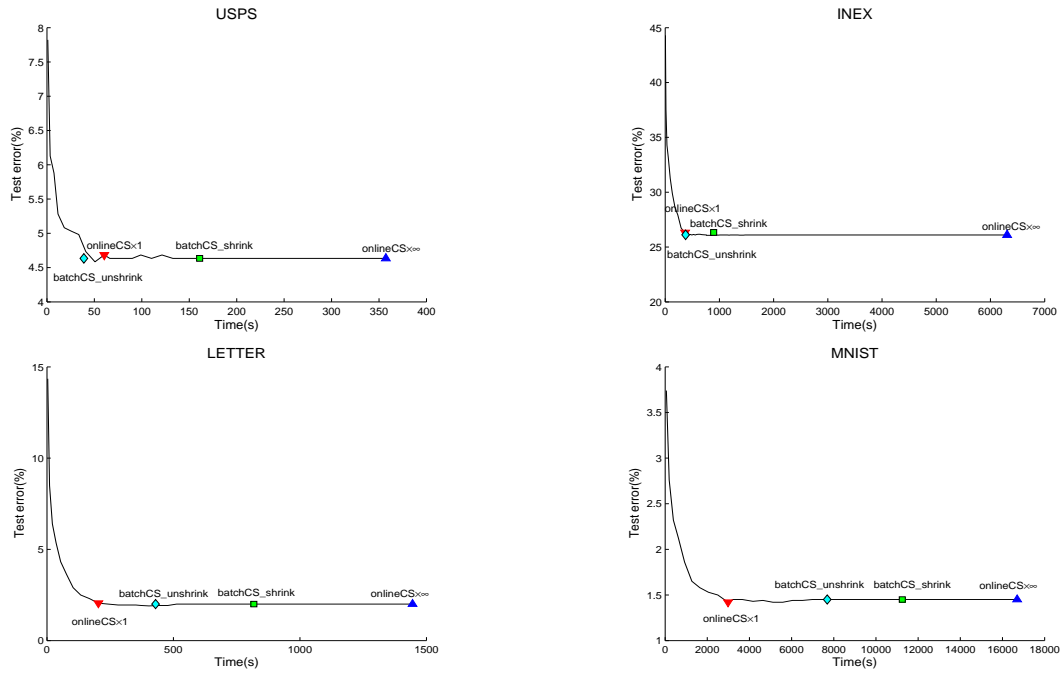 USPS
8
7.5
7
6.5
6
5.5
5
4.5
4
Test error(%)
onlineCS×1
batchCS_shrink
onlineCS×∞
batchCS_unshrink
0 50 100 150 200 250 300 350 400
Time(s)
INEX
45
40
35
30
25
20
Test error(%)
onlineCS×1
batchCS_shrink
onlineCS×∞
batchCS_unshrink
0 1000 2000 3000 4000 5000 6000 7000
Time(s)
LETTER
15
10
5
0
Test error(%)
batchCS_unshrink
batchCS_shrink
onlineCS×∞
onlineCS×1
0 500 1000 1500
Time(s)
MNIST
4
3.5
3
2.5
2
1.5
1
Test error(%)
batchCS_unshrink
batchCS_shrink
onlineCS×∞
onlineCS×1
0 2000 4000 6000 8000 10000 12000 14000 16000 18000
Time(s)